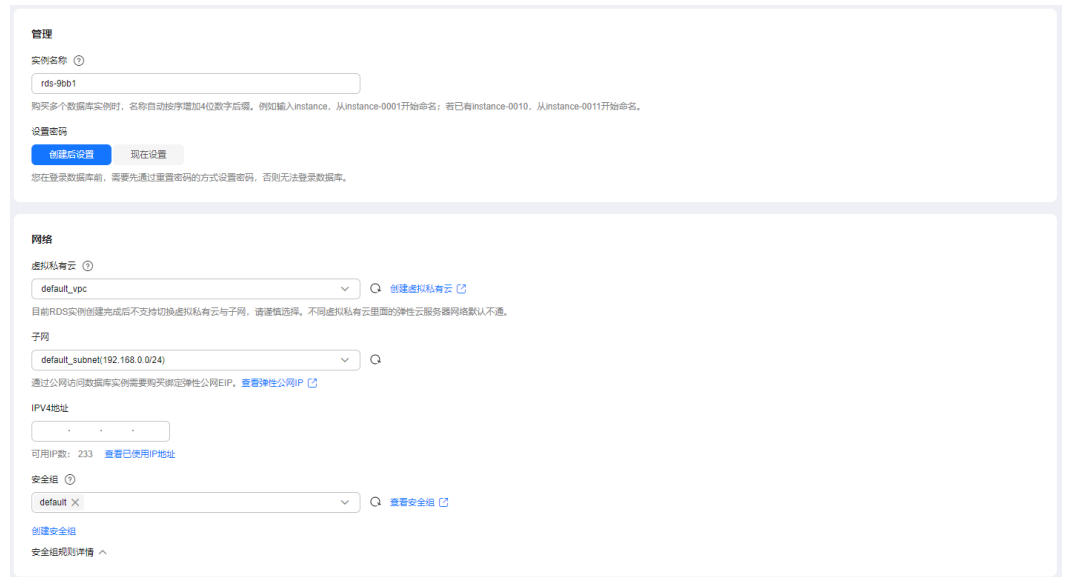 管理
实例名称
rds-9bb1
购买多个数据库实例时，名称自动按序增加4位数字后缀。例如输入instance，从instance-0001开始命名；若已有instance-0010，从instance-0011开始命名。
设置密码
创建后设置 现在设置
您在登录数据库前，需要先通过重置密码的方式设置密码，否则无法登录数据库。
网络
虚拟私有云
default_vpc 创建虚拟私有云
目前RDS实例创建完成后不支持切换虚拟私有云与子网，请谨慎选择。不同虚拟私有云里面的弹性云服务器网络默认不通。
子网
default_subnet(192.168.0.0/24)
通过公网访问数据库实例需要购买绑定弹性公网EIP。查看弹性公网IP
IPV4地址
可用IP数： 233 查看已使用IP地址
安全组
default 查看安全组
创建安全组
安全组规则详情